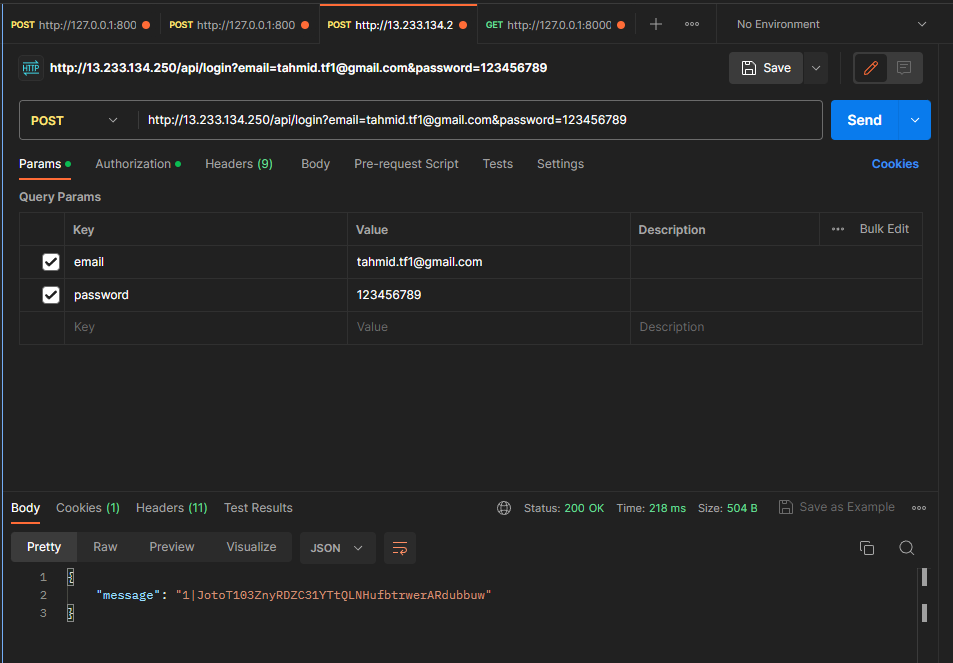 POST http://127.0.0.1:800 POST http://127.0.0.1:800 POST http://13.233.134.2 GET http://127.0.0.1:8000 No Environment
HTTP http://13.233.134.250/api/login?email=tahmid.tf1@gmail.com&password=123456789 Save
POST http://13.233.134.250/api/login?email=tahmid.tf1@gmail.com&password=123456789 Send
Params Authorization Headers (9) Body Pre-request Script Tests Settings Cookies
Query Params
Key Value Description Bulk Edit
email tahmid.tf1@gmail.com
password 123456789
Key Value Description
Body Cookies (1) Headers (11) Test Results Status: 200 OK Time: 218 ms Size: 504 B Save as Example
Pretty Raw Preview Visualize JSON
1 {
2 "message": "1|JotoT103ZnyRDZC31YTtQLNHufbtrwerARdubbuw"
3 }